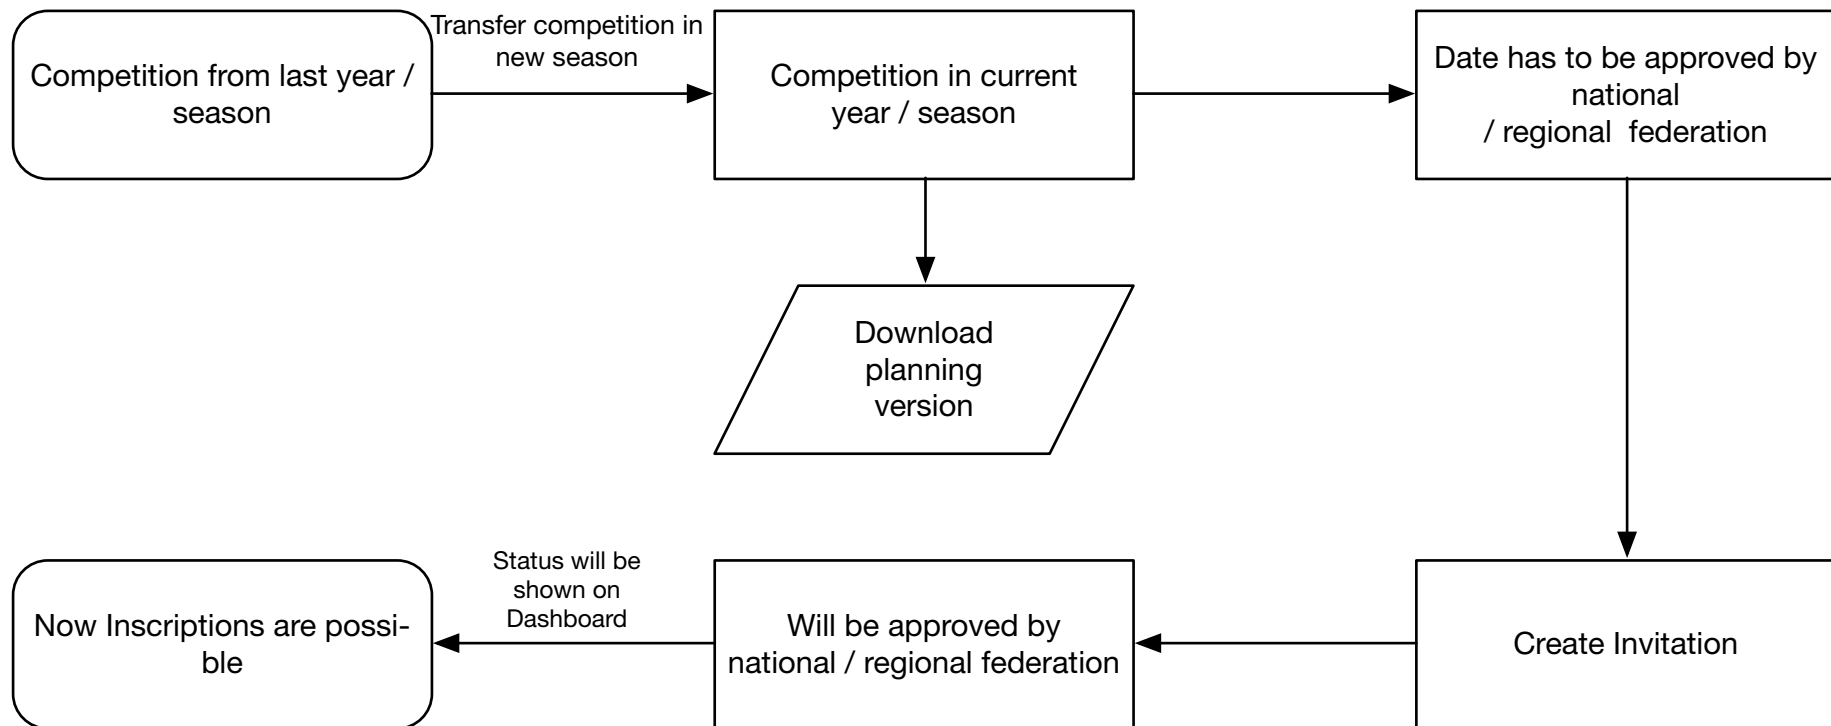 Competition from last year /
season
Transfer competition in
new season
Competition in current
year / season
Date has to be approved by
national
/ regional  federation
Download
planning
version
Now Inscriptions are possi-
ble
Status will be
shown on
Dashboard
Will be approved by
national / regional federation
Create Invitation